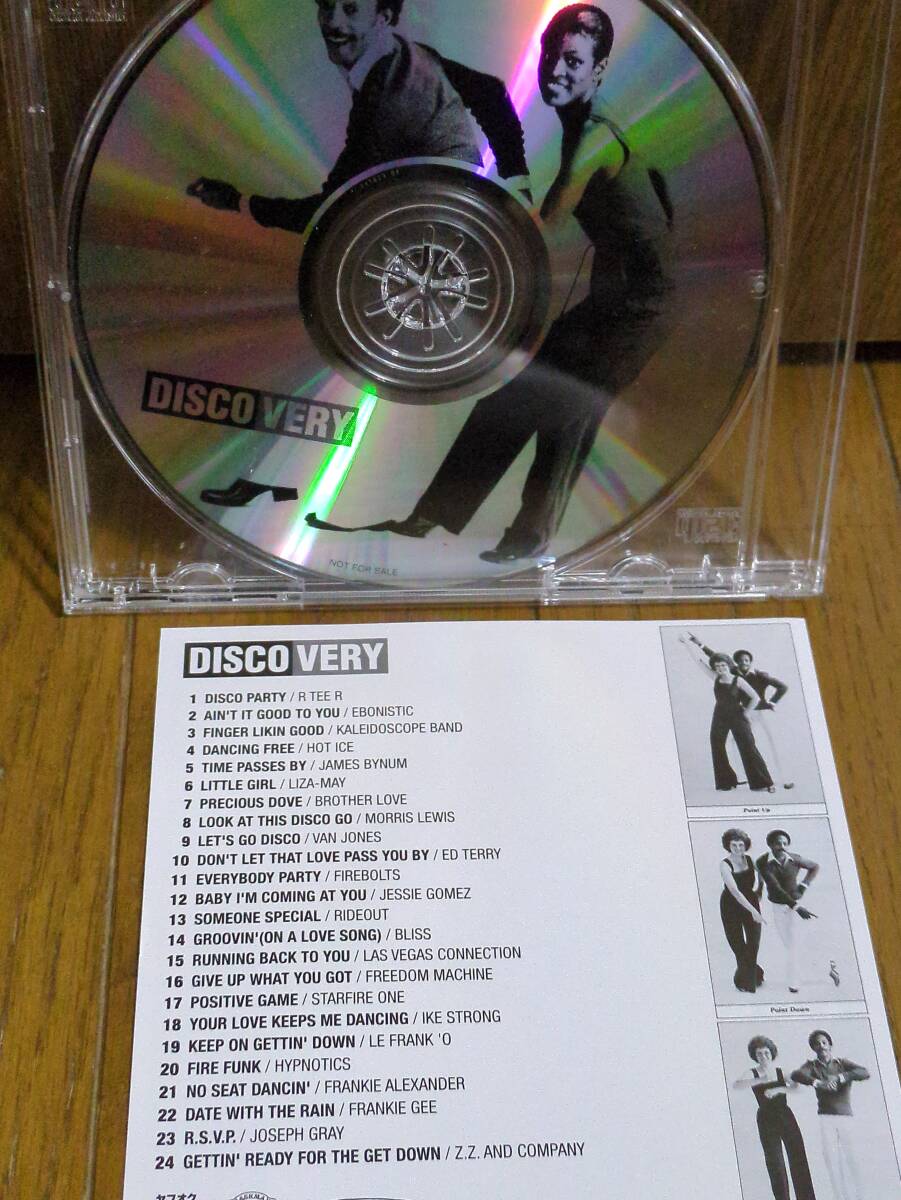 DISCOVERY
NOT FOR SALE
DISCOVERY
1 DISCO PARTY / R TEE R
2 AIN'T IT GOOD TO YOU / EBONISTIC
3 FINGER LIKIN GOOD / KALEIDOSCOPE BAND
4 DANCING FREE / HOT ICE
5 TIME PASSES BY / JAMES BYNUM
6 LITTLE GIRL / LIZA-MAY
7 PRECIOUS DOVE / BROTHER LOVE
8 LOOK AT THIS DISCO GO / MORRIS LEWIS
9 LET'S GO DISCO / VAN JONES
10 DON'T LET THAT LOVE PASS YOU BY / ED TERRY
11 EVERYBODY PARTY / FIREBOLTS
12 BABY I'M COMING AT YOU / JESSIE GOMEZ
13 SOMEONE SPECIAL / RIDEOUT
14 GROOVIN'(ON A LOVE SONG) / BLISS
15 RUNNING BACK TO YOU / LAS VEGAS CONNECTION
16 GIVE UP WHAT YOU GOT / FREEDOM MACHINE
17 POSITIVE GAME / STARFIRE ONE
18 YOUR LOVE KEEPS ME DANCING / IKE STRONG
19 KEEP ON GETTIN' DOWN / LE FRANK 'O
20 FIRE FUNK / HYPNOTICS
21 NO SEAT DANCIN' / FRANKIE ALEXANDER
22 DATE WITH THE RAIN / FRANKIE GEE
23 R.S.V.P. / JOSEPH GRAY
24 GETTIN' READY FOR THE GET DOWN / Z.Z. AND COMPANY
Point Up
Point Down
ヤフオク